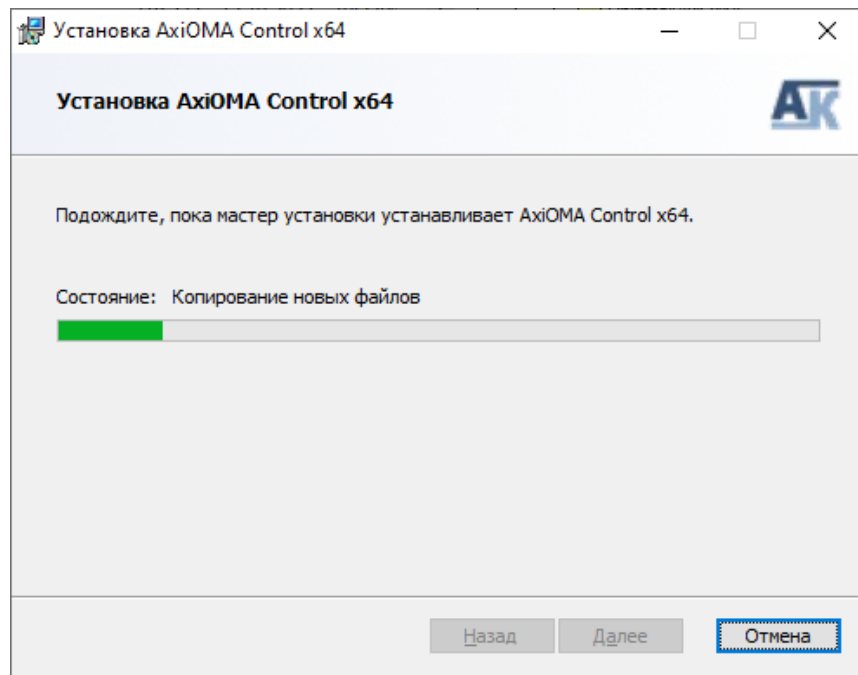 Установка AxiOMA Control x64
Установка AxiOMA Control x64
АК
Подождите, пока мастер установки устанавливает AxiOMA Control x64.
Состояние: Копирование новых файлов
Назад
Далее
Отмена